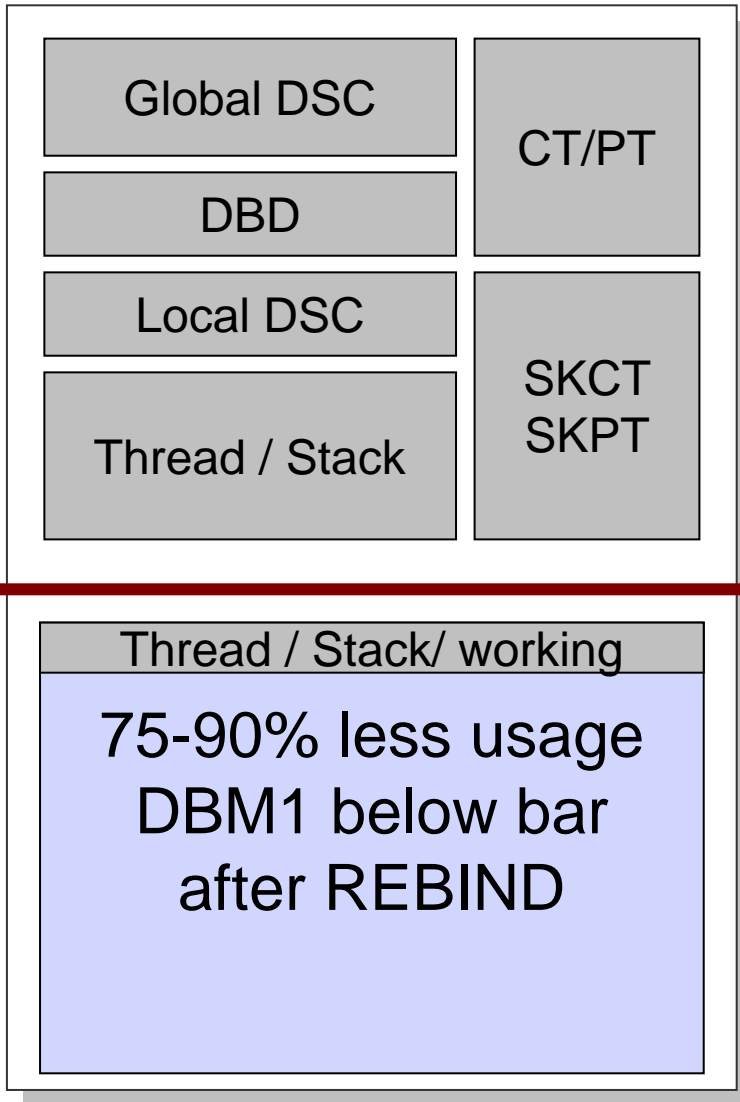 Global DSC
CT/PT
DBD
Local DSC
SKCT
SKPT
Thread / Stack
Thread / Stack/ working
75-90% less usage
DBM1 below bar
after REBIND